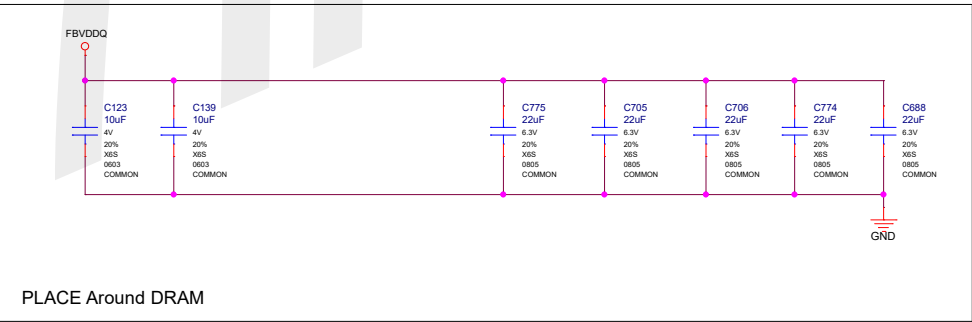 FBVDDQ
C123
10uF
4V
20%
X6S
0603
COMMON
C139
10uF
4V
20%
X6S
0603
COMMON
C775
22uF
6.3V
20%
X6S
0805
COMMON
C705
22uF
6.3V
20%
X6S
0805
COMMON
C706
22uF
6.3V
20%
X6S
0805
COMMON
C774
22uF
6.3V
20%
X6S
0805
COMMON
C688
22uF
6.3V
20%
X6S
0805
COMMON
GND
PLACE Around DRAM